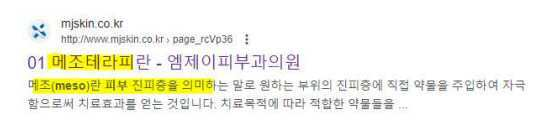 mjskin.co.kr
http://www.mjskin.co.kr › page_rcVp36
01 메조테라피란 - 엠제이피부과의원
메조(meso)란 피부 진피층을 의미하는 말로 원하는 부위의 진피층에 직접 약물을 주입하여 자극
함으로써 치료효과를 얻는 것입니다. 치료목적에 따라 적합한 약물들을 ...